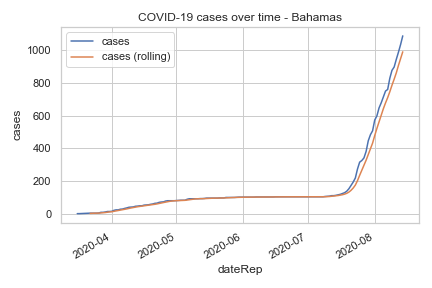 COVID-19 cases over time - Bahamas
cases
cases (rolling)
1000
800
600
400
200
0
cases
2020-04
2020-05
2020-06
2020-07
2020-08
dateRep